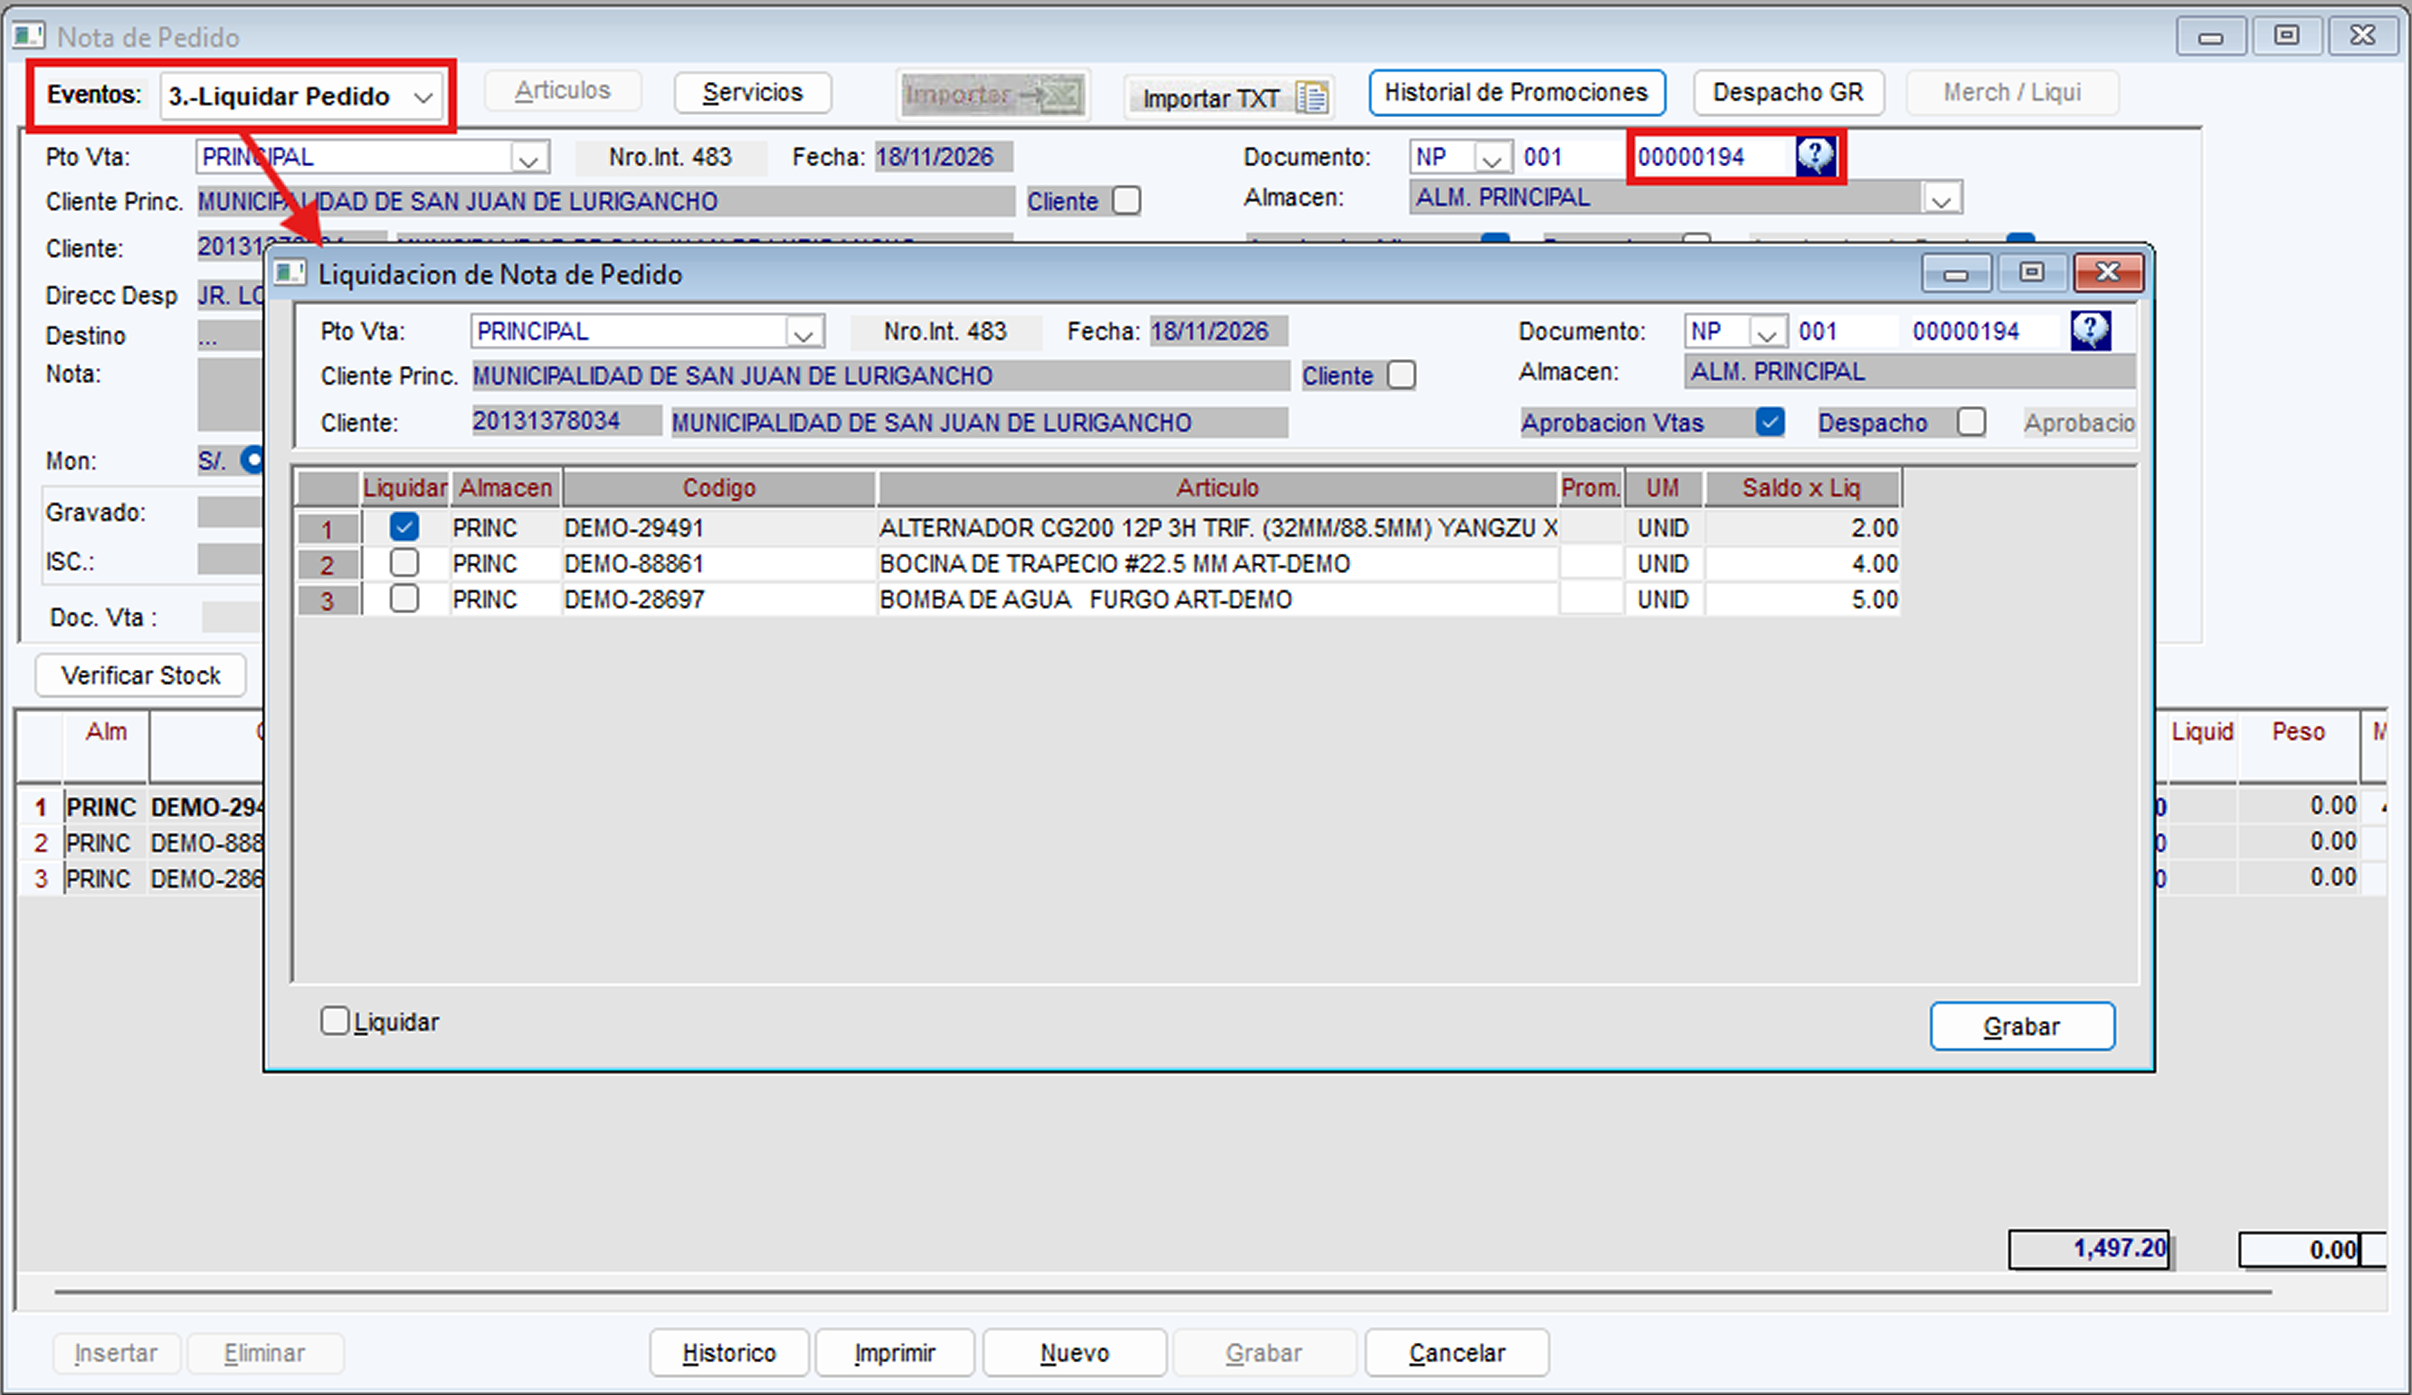 Nota de Pedido
Eventos: 3.-Liquidar Pedido Articulos Servicios Importar Importar TXT Historial de Promociones Despacho GR Merch / Liqui
Pto Vta: PRINCIPAL Nro.Int. 483 Fecha: 18/11/2026 Documento: NP 001 00000194
Cliente Princ. MUNICIPALIDAD DE SAN JUAN DE LURIGANCHO Cliente Almacen: ALM. PRINCIPAL
Cliente:
Direcc Desp JR.
Destino ...
Nota:
Mon: S/.
Gravado:
ISC.:
Doc. Vta :
Verificar Stock
Liquidacion de Nota de Pedido
Pto Vta: PRINCIPAL Nro.Int. 483 Fecha: 18/11/2026 Documento: NP 001 00000194
Cliente Princ. MUNICIPALIDAD DE SAN JUAN DE LURIGANCHO Cliente Almacen: ALM. PRINCIPAL
Cliente: 20131378034 MUNICIPALIDAD DE SAN JUAN DE LURIGANCHO Aprobacion Vtas Despacho Aprobacio
Liquidar Almacen Codigo Articulo Prom. UM Saldo x Liq
1 PRINC DEMO-29491 ALTERNADOR CG200 12P 3H TRIF. (32MM/88.5MM) YANGZU X UNID 2.00
2 PRINC DEMO-88861 BOCINA DE TRAPECIO #22.5 MM ART-DEMO UNID 4.00
3 PRINC DEMO-28697 BOMBA DE AGUA FURGO ART-DEMO UNID 5.00
Liquidar Grabar
Alm Liquid Peso
1 PRINC DEMO-294 0.00
2 PRINC DEMO-888 0.00
3 PRINC DEMO-286 0.00
1,497.20 0.00
Insertar Eliminar Historico Imprimir Nuevo Grabar Cancelar